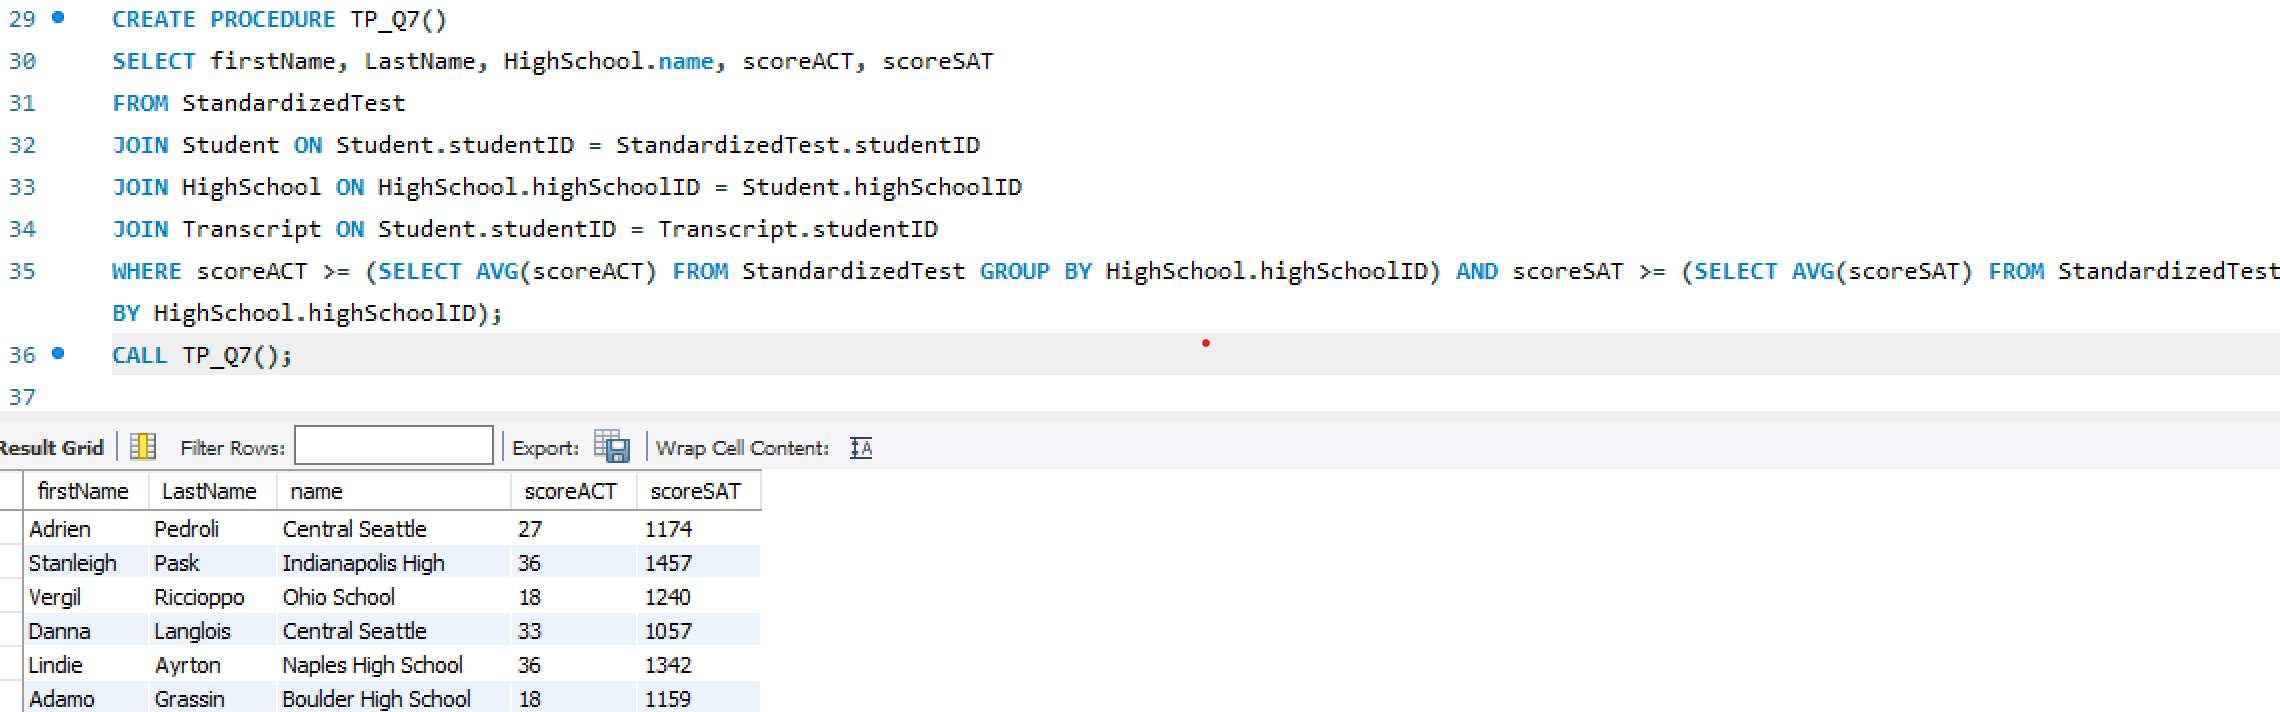 29 CREATE PROCEDURE TP_Q7()
30 SELECT firstName, LastName, HighSchool.name, scoreACT, scoreSAT
31 FROM StandardizedTest
32 JOIN Student ON Student.studentID = StandardizedTest.studentID
33 JOIN HighSchool ON HighSchool.highSchoolID = Student.highSchoolID
34 JOIN Transcript ON Student.studentID = Transcript.studentID
35 WHERE scoreACT >= (SELECT AVG(scoreACT) FROM StandardizedTest GROUP BY HighSchool.highSchoolID) AND scoreSAT >= (SELECT AVG(scoreSAT) FROM StandardizedTest
BY HighSchool.highSchoolID);
36 CALL TP_Q7();
37
Result Grid Filter Rows: Export: Wrap Cell Content: IA
firstName LastName name scoreACT scoreSAT
Adrien Pedroli Central Seattle 27 1174
Stanleigh Pask Indianapolis High 36 1457
Vergil Riccioppo Ohio School 18 1240
Danna Langlois Central Seattle 33 1057
Lindie Ayrton Naples High School 36 1342
Adamo Grassin Boulder High School 18 1159